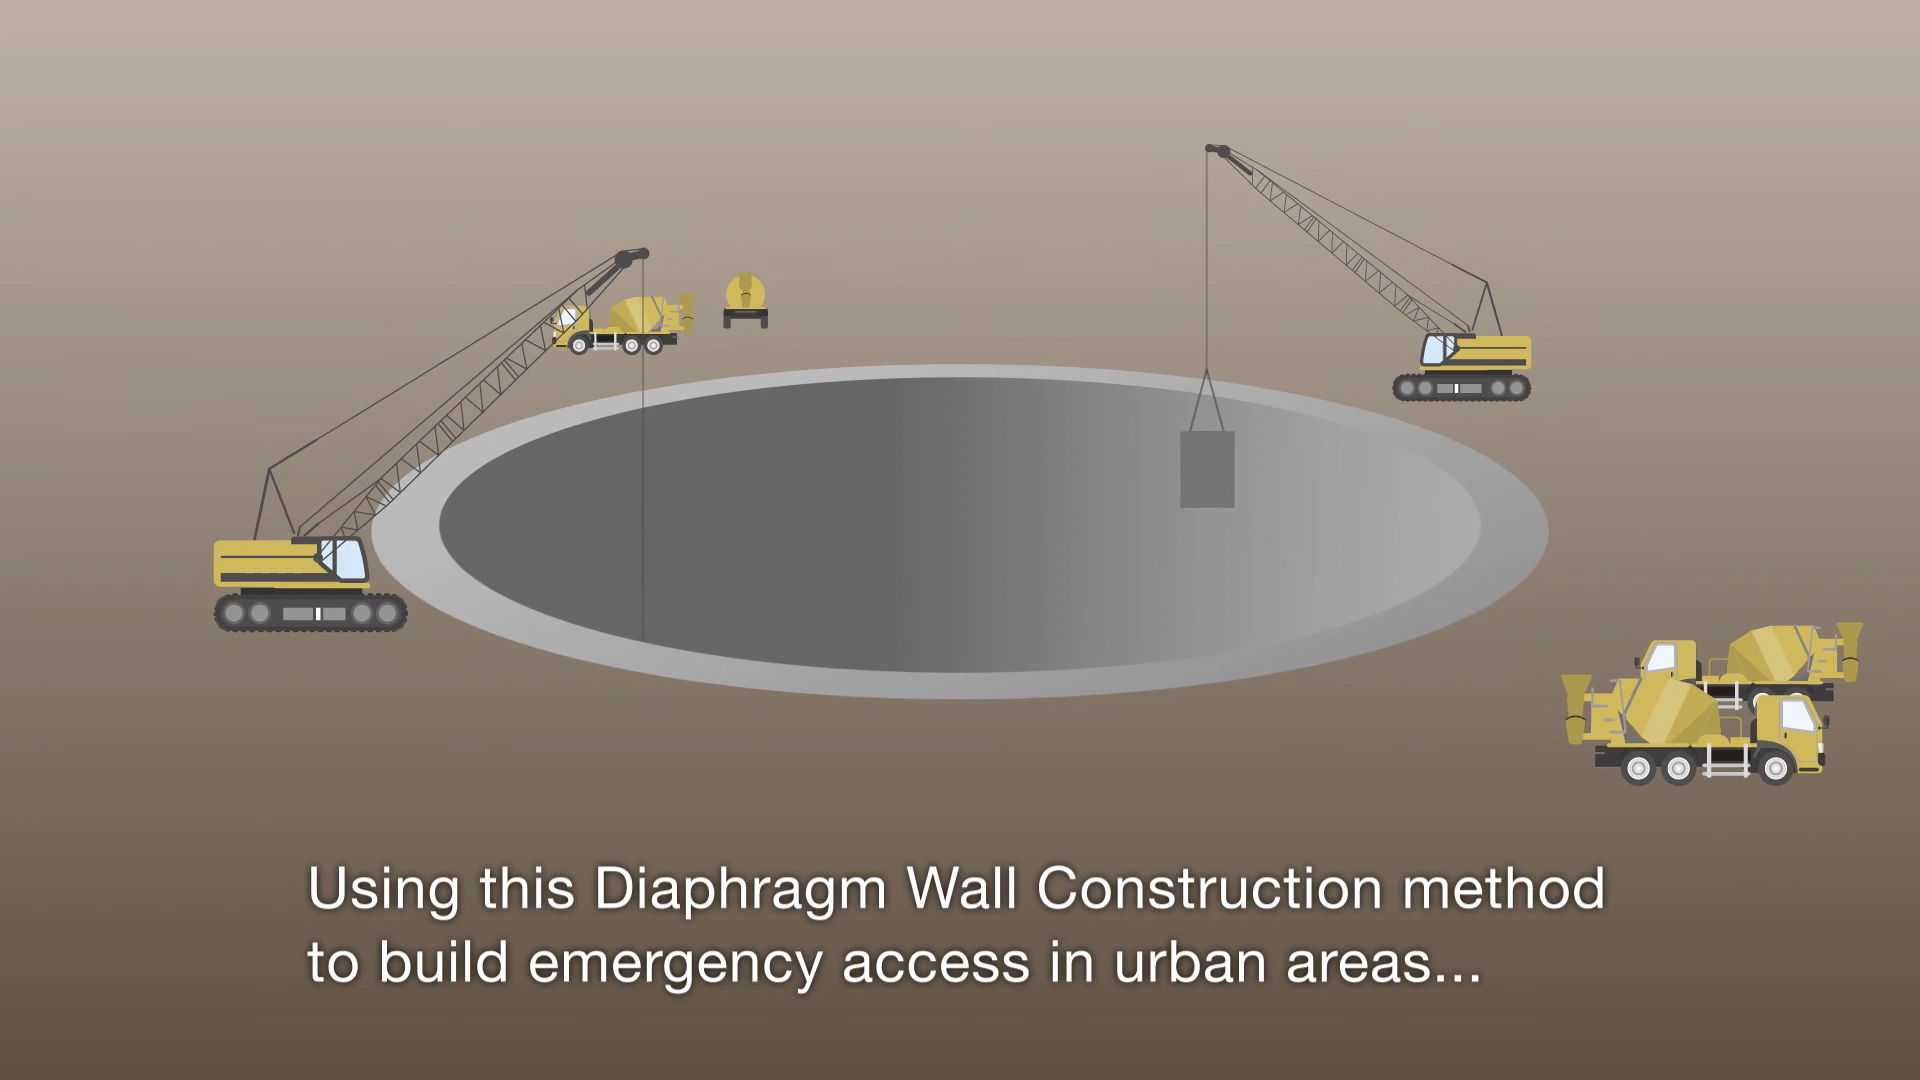 Using this Diaphragm Wall Construction method
to build emergency access in urban areas...